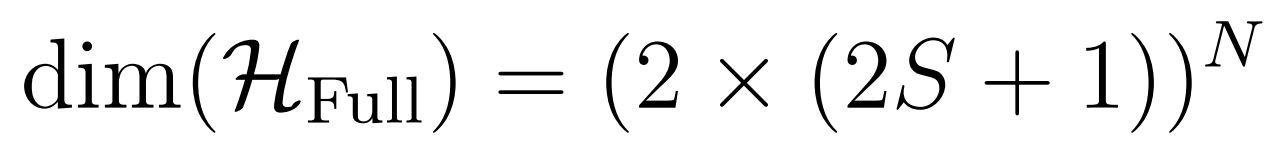 dim(ℋ_Full) = (2 × (2S + 1))^N